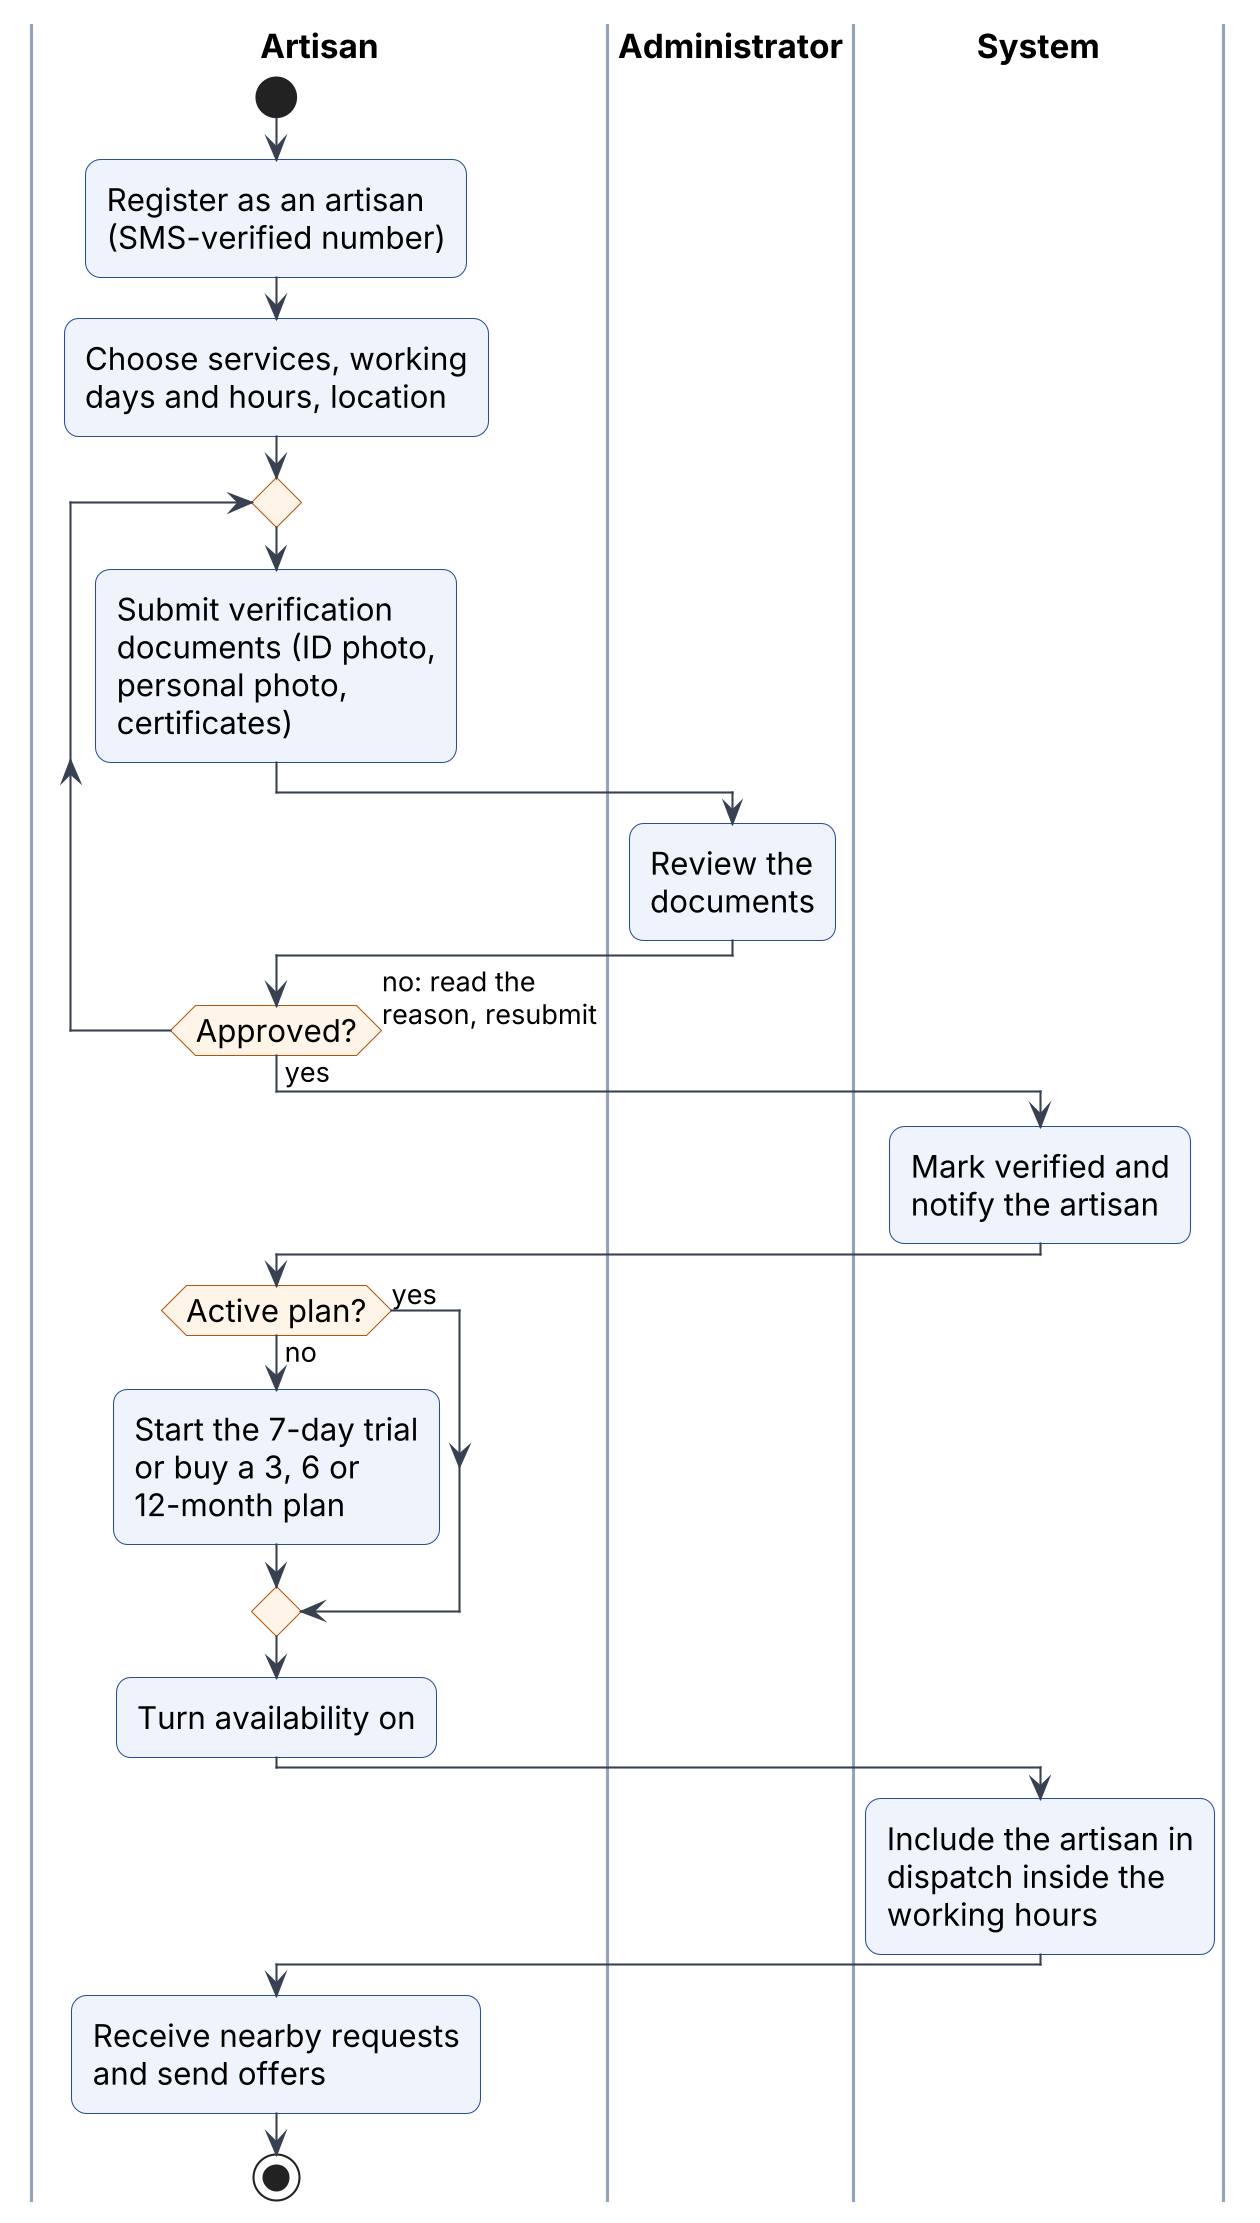 Artisan
Administrator
System
Register as an artisan
(SMS-verified number)
Choose services, working
days and hours, location
Submit verification
documents (ID photo,
personal photo,
certificates)
Review the
documents
no: read the
reason, resubmit
Approved?
yes
Mark verified and
notify the artisan
Active plan?
yes
no
Start the 7-day trial
or buy a 3, 6 or
12-month plan
Turn availability on
Include the artisan in
dispatch inside the
working hours
Receive nearby requests
and send offers